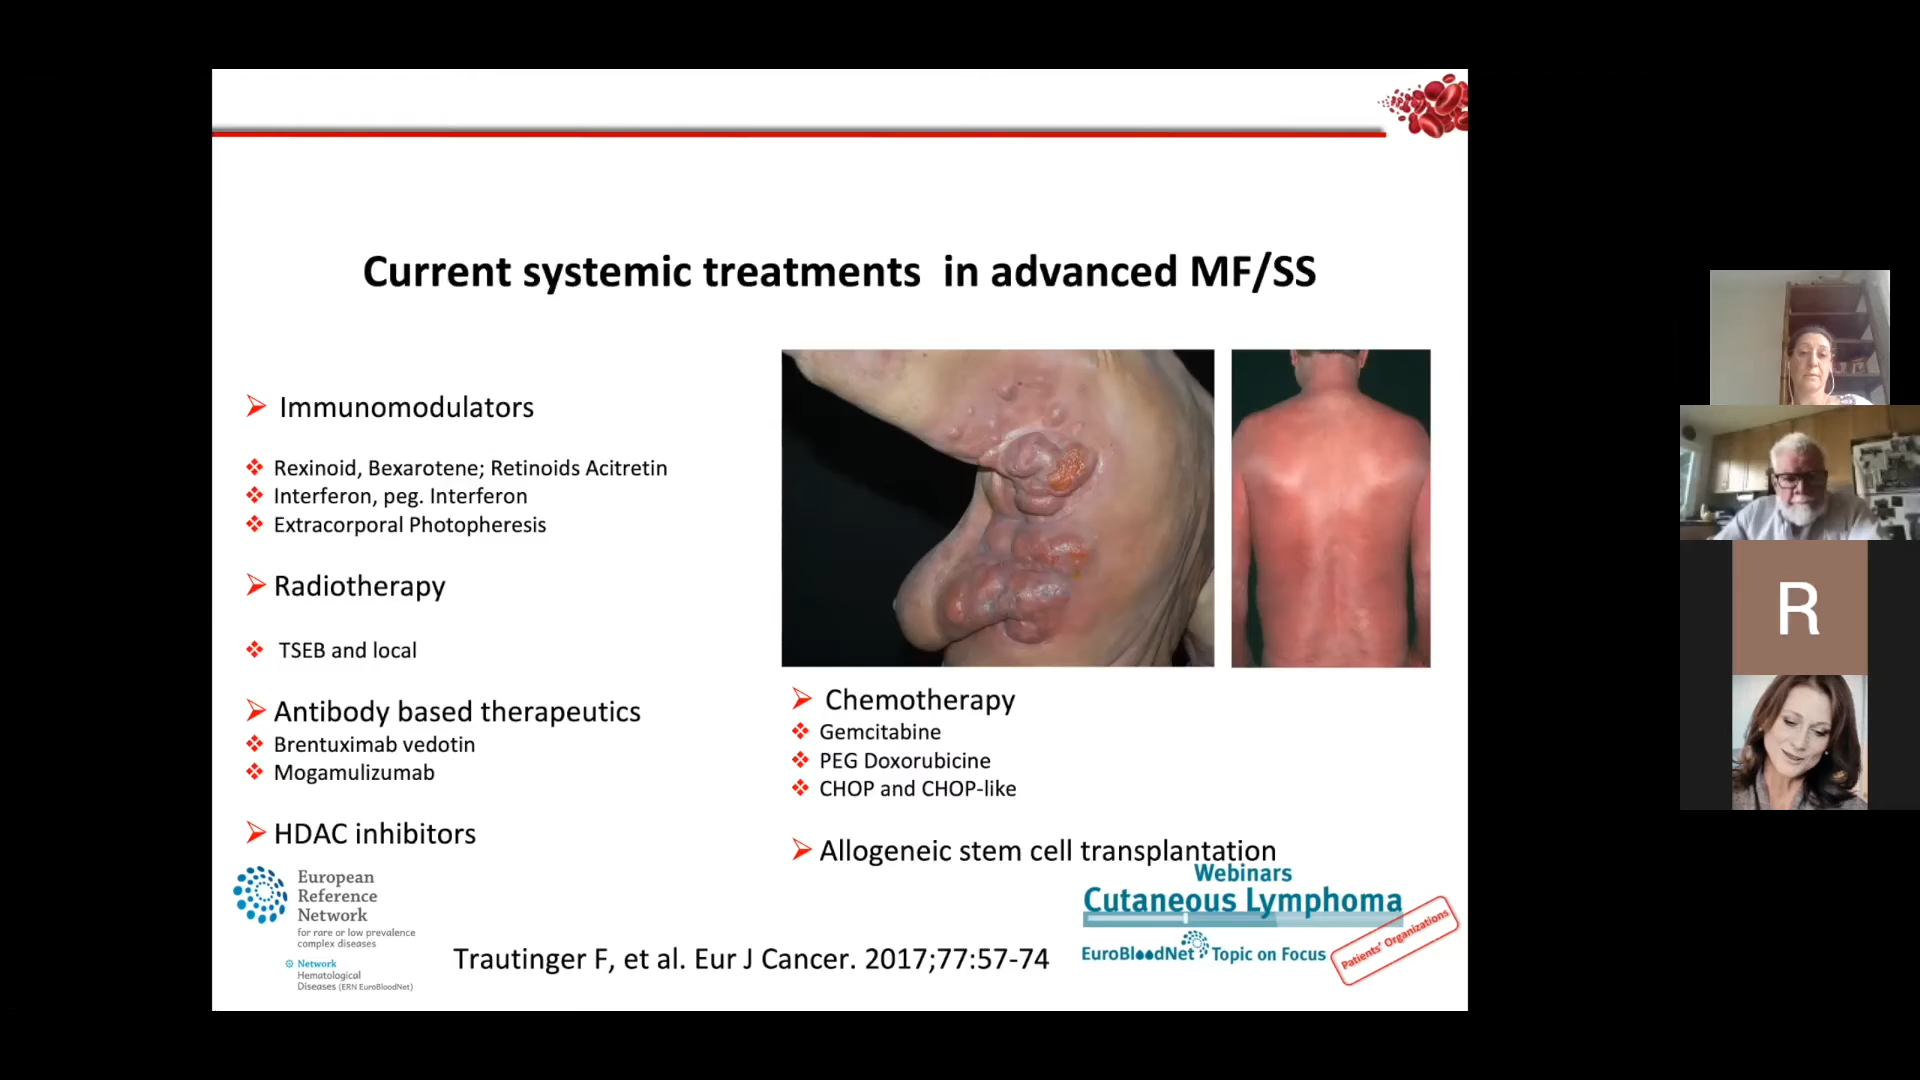 Current systemic treatments in advanced MF/SS
Immunomodulators
Rexinoid, Bexarotene; Retinoids Acitretin
Interferon, peg. Interferon
Extracorporal Photopheresis
Radiotherapy
TSEB and local
Antibody based therapeutics
Brentuximab vedotin
Mogamulizumab
HDAC inhibitors
Chemotherapy
Gemcitabine
PEG Doxorubicine
CHOP and CHOP-like
Allogeneic stem cell transplantation
European
Reference
Network
for rare or low prevalence
complex diseases
Network
Hematological
Diseases (ERN EuroBloodNet)
Trautinger F, et al. Eur J Cancer. 2017;77:57-74
Webinars
Cutaneous Lymphoma
EuroBloodNet Topic on Focus
Patients' Organizations
R